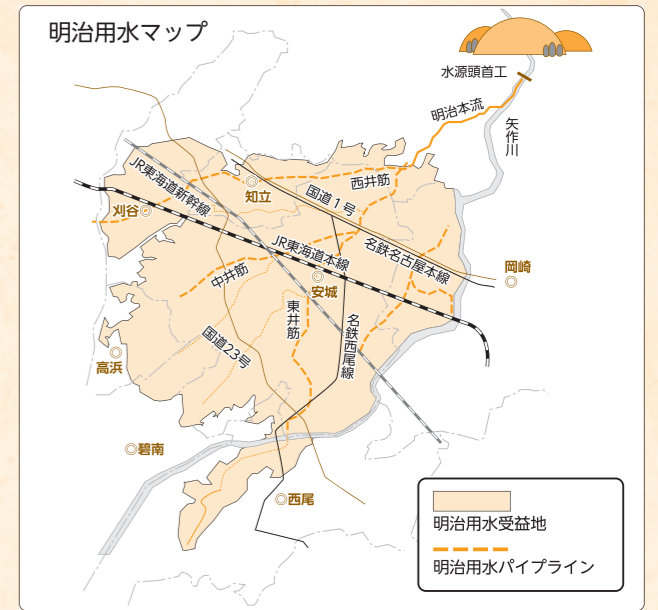 明治用水マップ
水源頭首工
明治本流
矢作川
西井筋
JR東海道新幹線
知立
国道1号
刈谷
名鉄名古屋本線
JR東海道本線
岡崎
中井筋
安城
東井筋
名鉄西尾線
国道23号
高浜
碧南
西尾
明治用水受益地
明治用水パイプライン